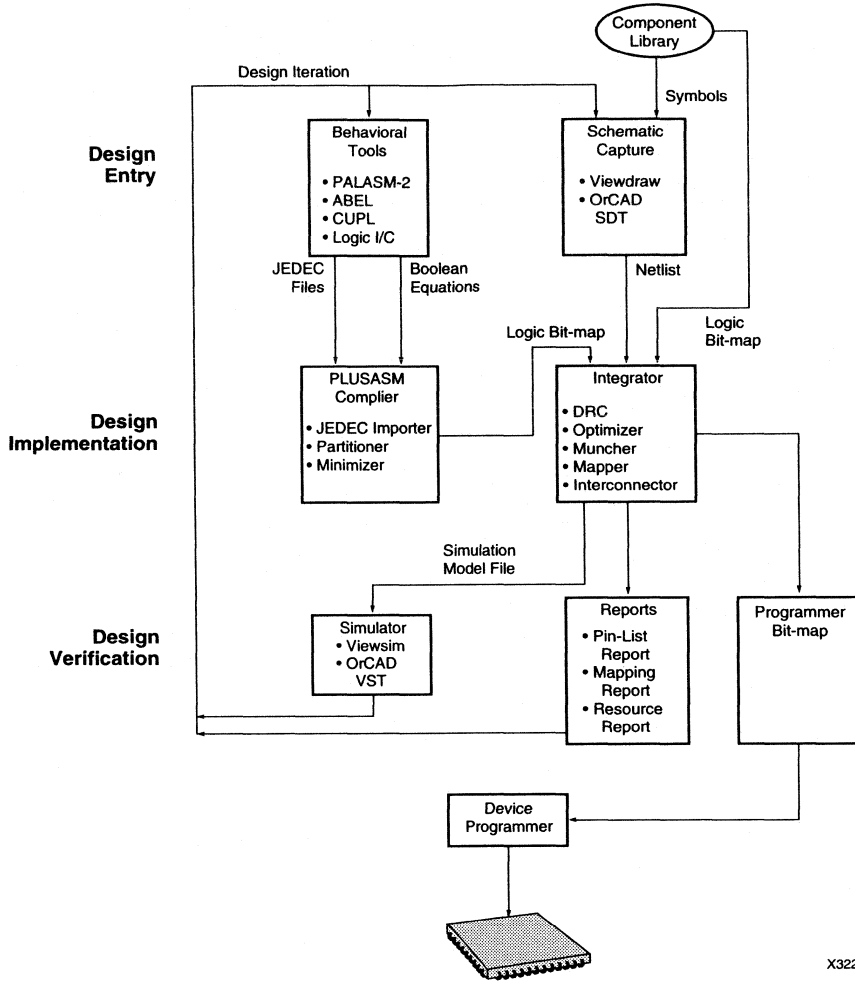 Component
Library
Design Iteration
Symbols
Design
Entry
Behavioral
Tools
• PALASM-2
• ABEL
• CUPL
• Logic I/C
Schematic
Capture
• Viewdraw
• OrCAD
SDT
JEDEC
Files
Boolean
Equations
Netlist
Logic Bit-map
Logic
Bit-map
Design
Implementation
PLUSASM
Complier
• JEDEC Importer
• Partitioner
• Minimizer
Integrator
• DRC
• Optimizer
• Muncher
• Mapper
• Interconnector
Simulation
Model File
Design
Verification
Simulator
• Viewsim
• OrCAD
VST
Reports
• Pin-List
Report
• Mapping
Report
• Resource
Report
Programmer
Bit-map
Device
Programmer
X322